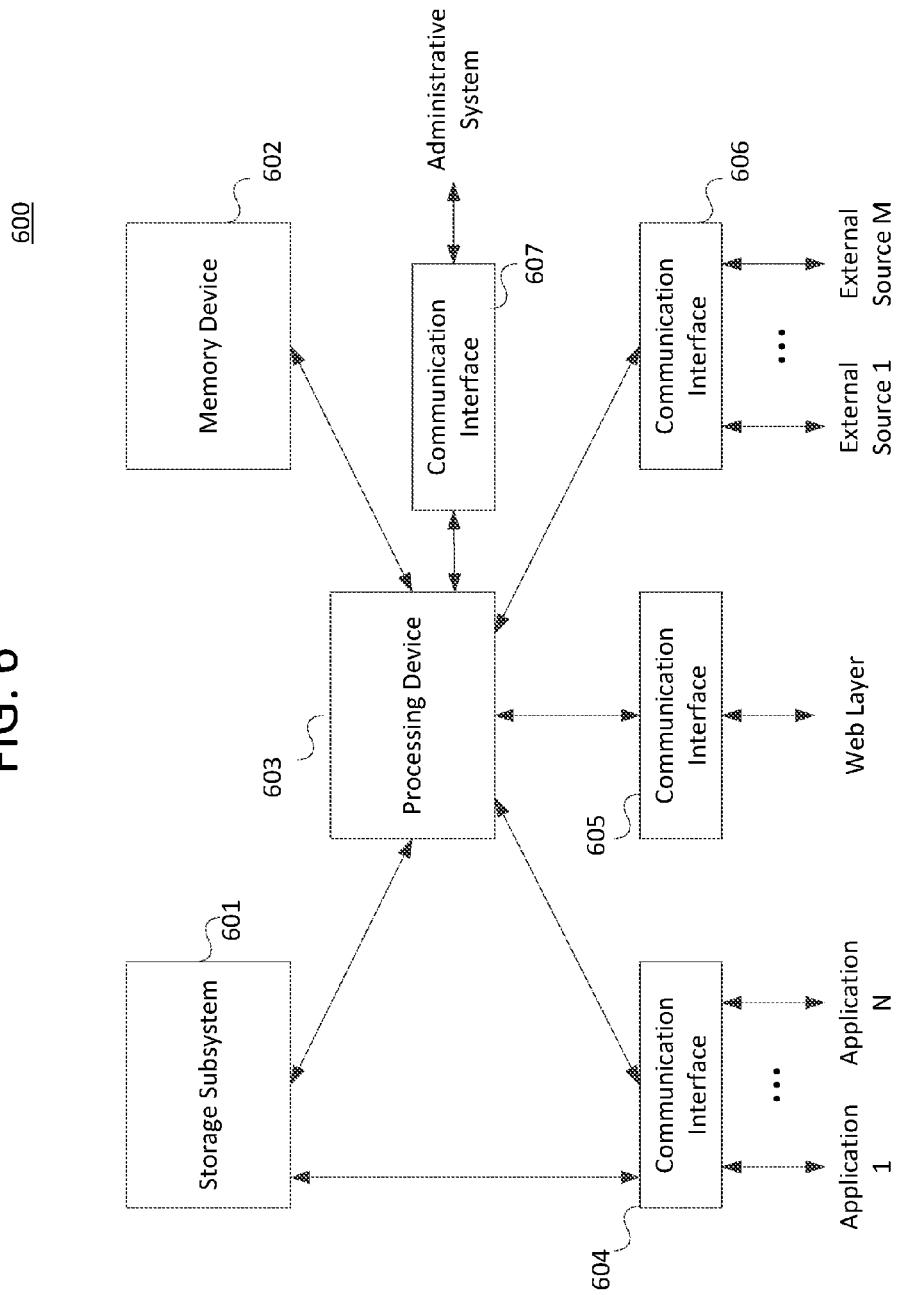 FIG. 6
600
601
Storage Subsystem
602
Memory Device
603
Processing Device
Communication
Interface
607
Administrative
System
604
Communication
Interface
605
Communication
Interface
606
Communication
Interface
...
...
Application
1
Application
N
Web Layer
External
Source 1
External
Source M